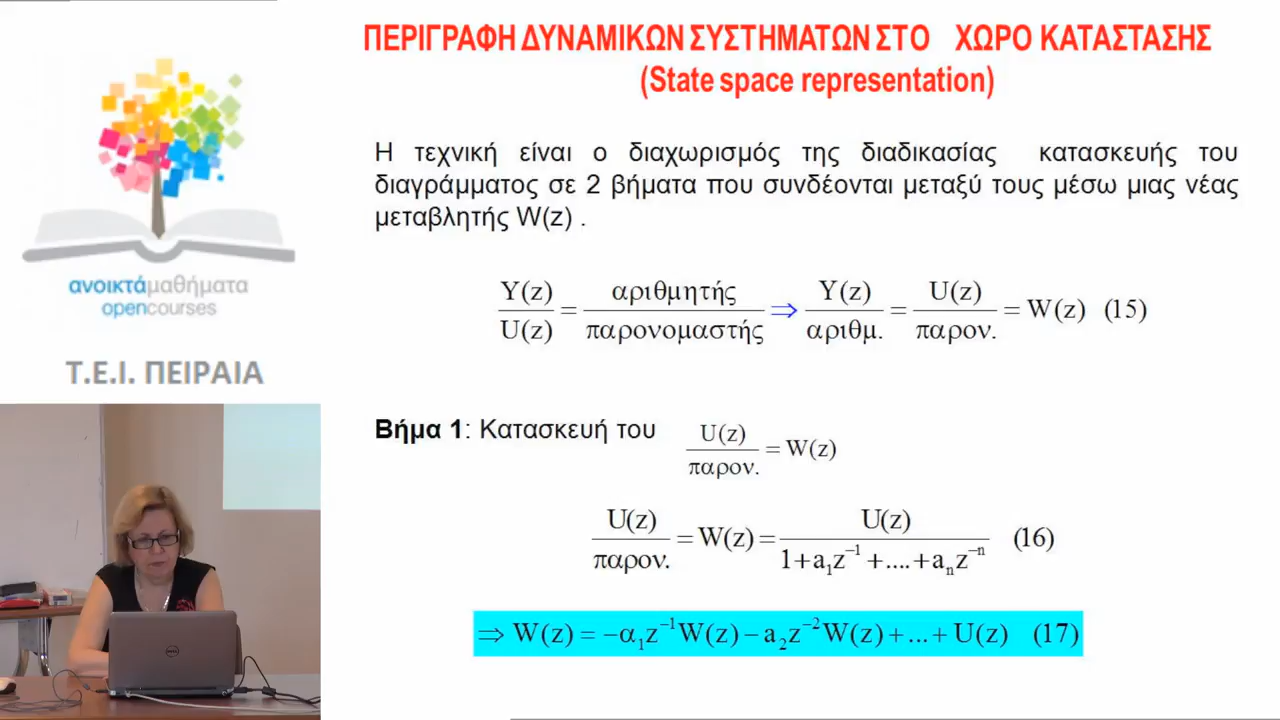 ΠΕΡΙΓΡΑΦΗ ΔΥΝΑΜΙΚΩΝ ΣΥΣΤΗΜΑΤΩΝ ΣΤΟ ΧΩΡΟ ΚΑΤΑΣΤΑΣΗΣ
(State space representation)
Η τεχνική είναι ο διαχωρισμός της διαδικασίας κατασκευής του
διαγράμματος σε 2 βήματα που συνδέονται μεταξύ τους μέσω μιας νέας
μεταβλητής W(z) .
Y(z)/U(z) = αριθμητής/παρονομαστής ⇒ Y(z)/αριθμ. = U(z)/παρον. = W(z) (15)
Βήμα 1: Κατασκευή του U(z)/παρον. = W(z)
U(z)/παρον. = W(z) = U(z)/(1+a₁z⁻¹+....+aₙz⁻ⁿ) (16)
⇒ W(z) = −α₁z⁻¹W(z) − a₂z⁻²W(z) + ... + U(z) (17)
ανοικτάμαθήματα
opencourses
Τ.Ε.Ι. ΠΕΙΡΑΙΑ
DELL